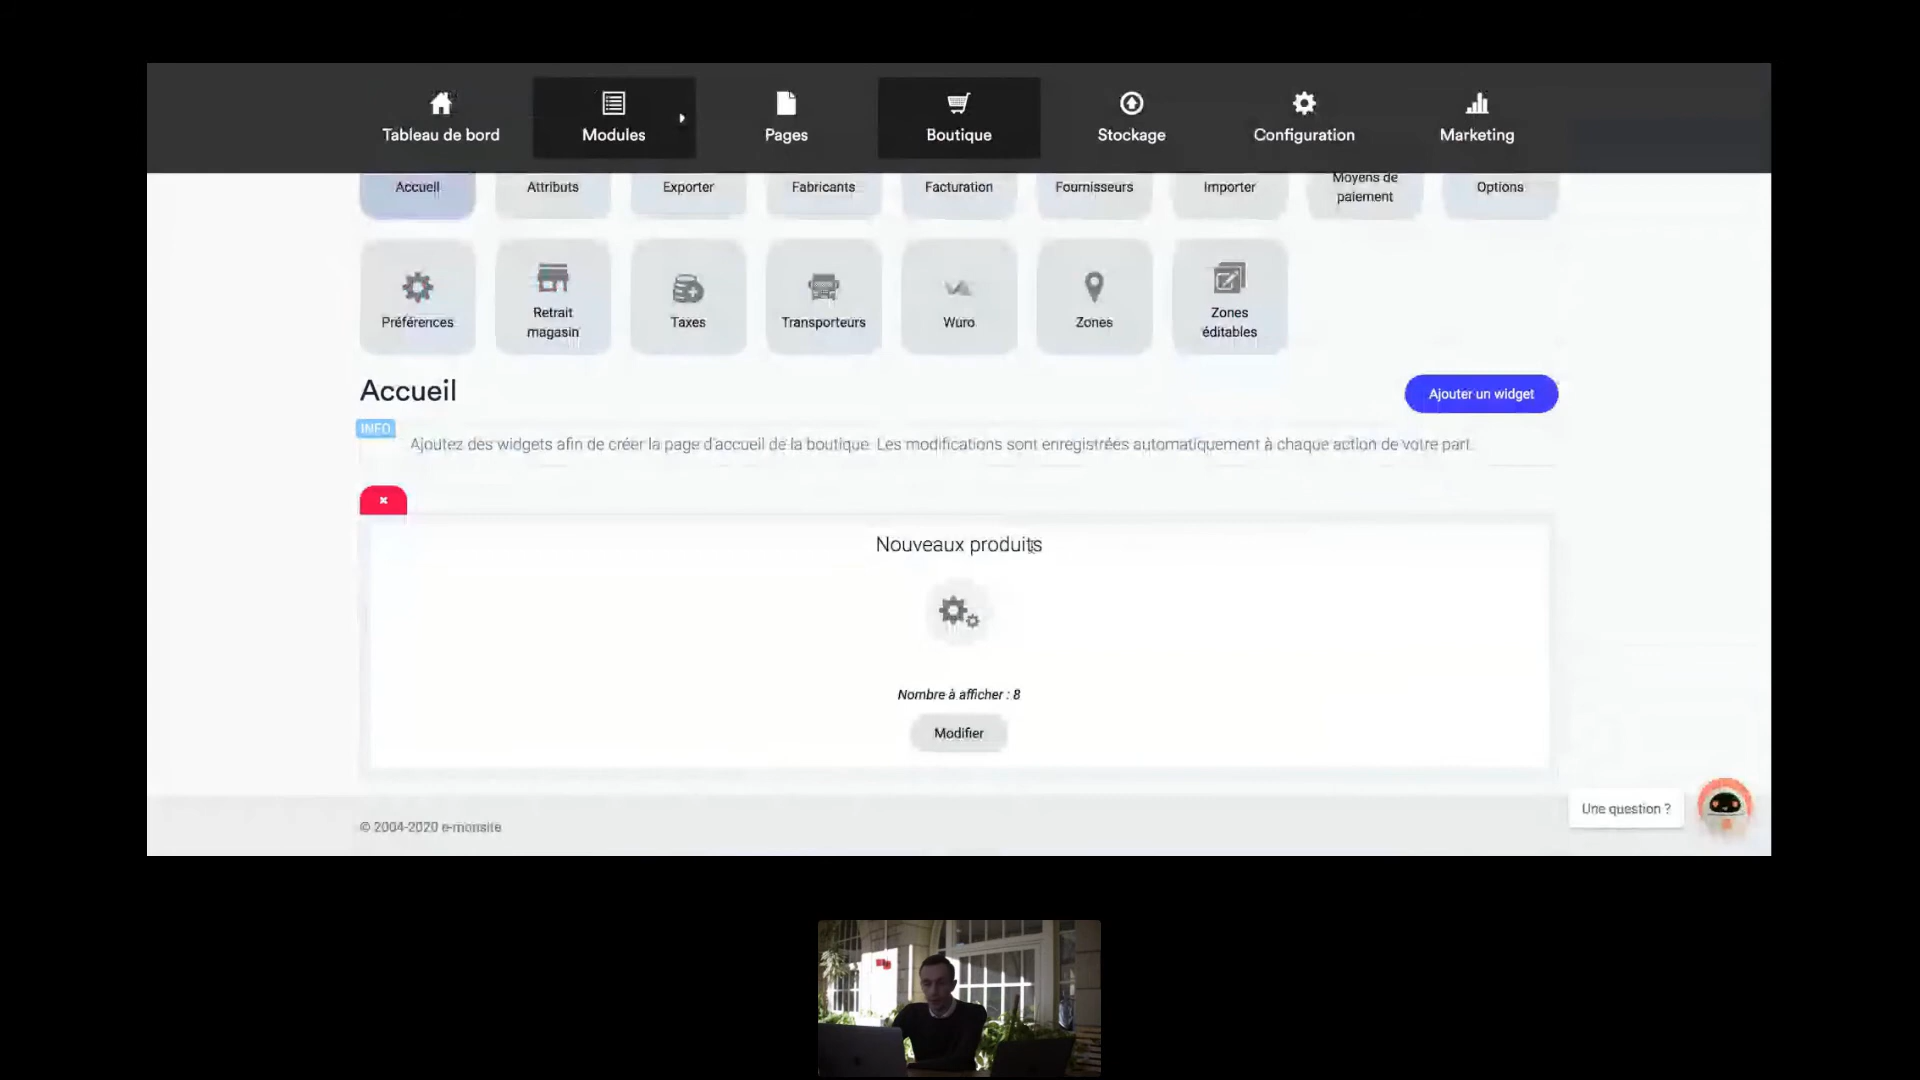 Tableau de bord
Modules
Pages
Boutique
Stockage
Configuration
Marketing
Accueil
Attributs
Exporter
Fabricants
Facturation
Fournisseurs
Importer
Moyens de
paiement
Options
Préférences
Retrait
magasin
Taxes
Transporteurs
Wuro
Zones
Zones
éditables
Accueil
Ajouter un widget
INFO
Ajoutez des widgets afin de créer la page d'accueil de la boutique. Les modifications sont enregistrées automatiquement à chaque action de votre part.
Nouveaux produits
Nombre à afficher : 8
Modifier
Une question ?
© 2004-2020 e-monsite